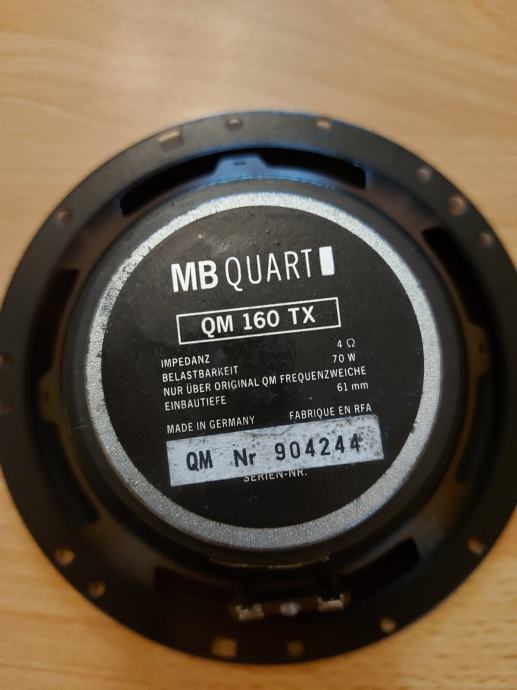 MB QUART
QM 160 TX
IMPEDANZ 4 Ω
BELASTBARKEIT 70 W
NUR ÜBER ORIGINAL QM FREQUENZWEICHE
EINBAUTIEFE 61 mm
MADE IN GERMANY FABRIQUE EN RFA
QM Nr 904244
SERIEN-NR.